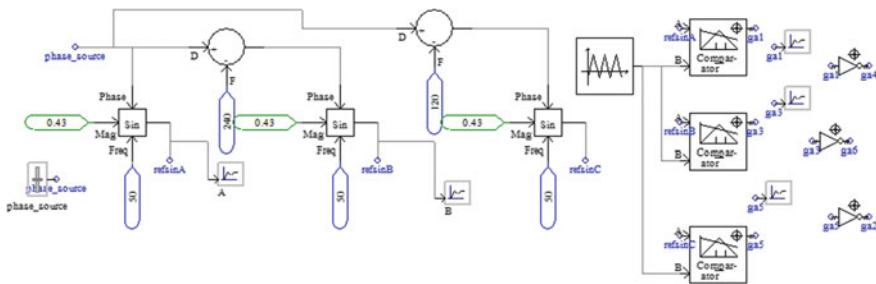 phase_source
D
F
240
Phase
0.43
Mag
Sin
Freq
50
refsinA
A
phase_source
phase_source
Phase
0.43
Mag
Sin
Freq
50
refsinB
B
D
F
120
Phase
0.43
Mag
Sin
Freq
50
refsinC
A
refsinA
B
Compar-
ator
ga1
ga1
ga1
ga4
A
refsinB
B
Compar-
ator
ga3
ga3
ga3
ga6
A
refsinC
B
Compar-
ator
ga5
ga5
ga5
ga2